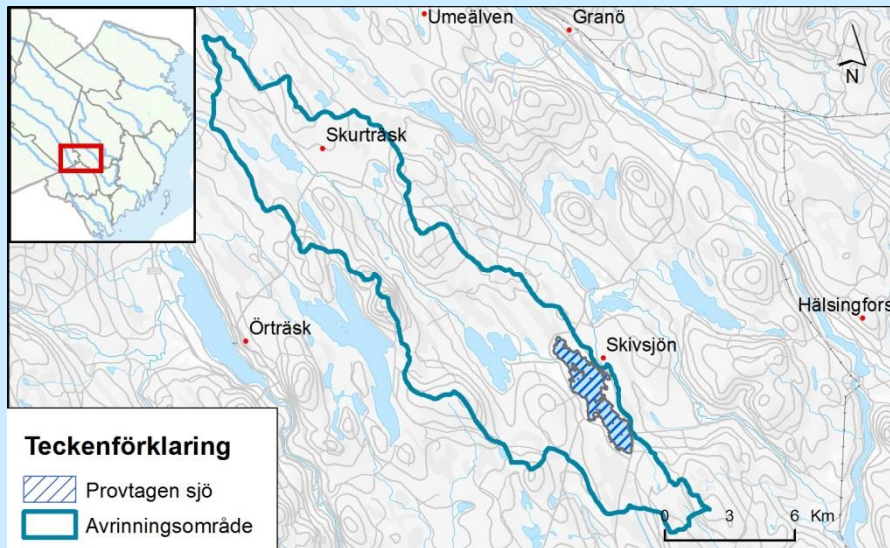 Umeälven
Granö
N
Skurträsk
Hälsingfors
Örträsk
Skivsjön
Teckenförklaring
Provtagen sjö
Avrinningsområde
0 3 6 Km